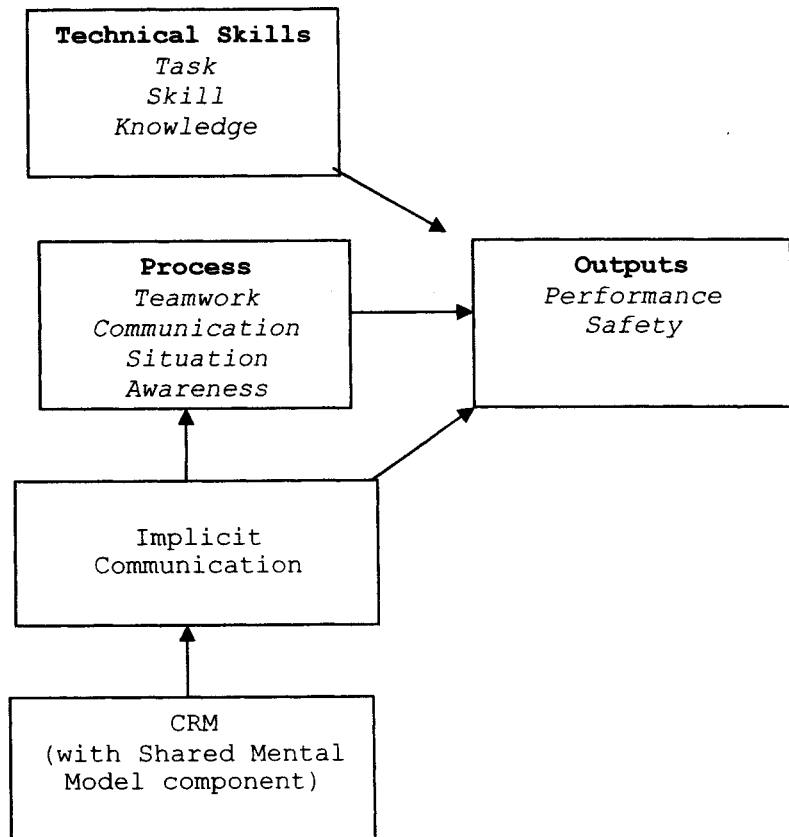 Technical Skills
Task
Skill
Knowledge
Process
Teamwork
Communication
Situation
Awareness
Outputs
Performance
Safety
Implicit
Communication
CRM
(with Shared Mental
Model component)